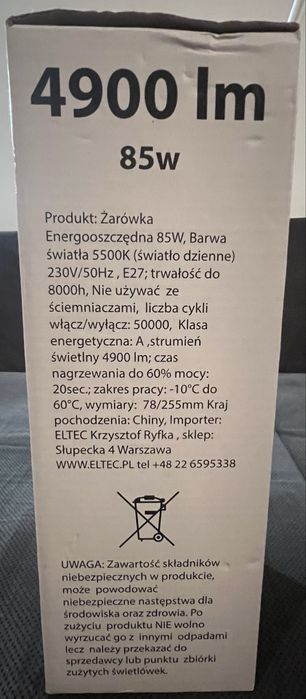 4900 lm
85w
Produkt: Żarówka
Energooszczędna 85W, Barwa
światła 5500K (światło dzienne)
230V/50Hz , E27; trwałość do
8000h, Nie używać ze
ściemniaczami, liczba cykli
włącz/wyłącz: 50000, Klasa
energetyczna: A ,strumień
świetlny 4900 lm; czas
nagrzewania do 60% mocy:
20sec.; zakres pracy: -10°C do
60°C, wymiary: 78/255mm Kraj
pochodzenia: Chiny, Importer:
ELTEC Krzysztof Ryfka , sklep:
Słupecka 4 Warszawa
WWW.ELTEC.PL tel +48 22 6595338
UWAGA: Zawartość składników
niebezpiecznych w produkcie,
może powodować
niebezpieczne następstwa dla
środowiska oraz zdrowia. Po
zużyciu produktu NIE wolno
wyrzucać go z innymi odpadami
lecz należy przekazać do
sprzedawcy lub punktu zbiórki
zużytych świetlówek.